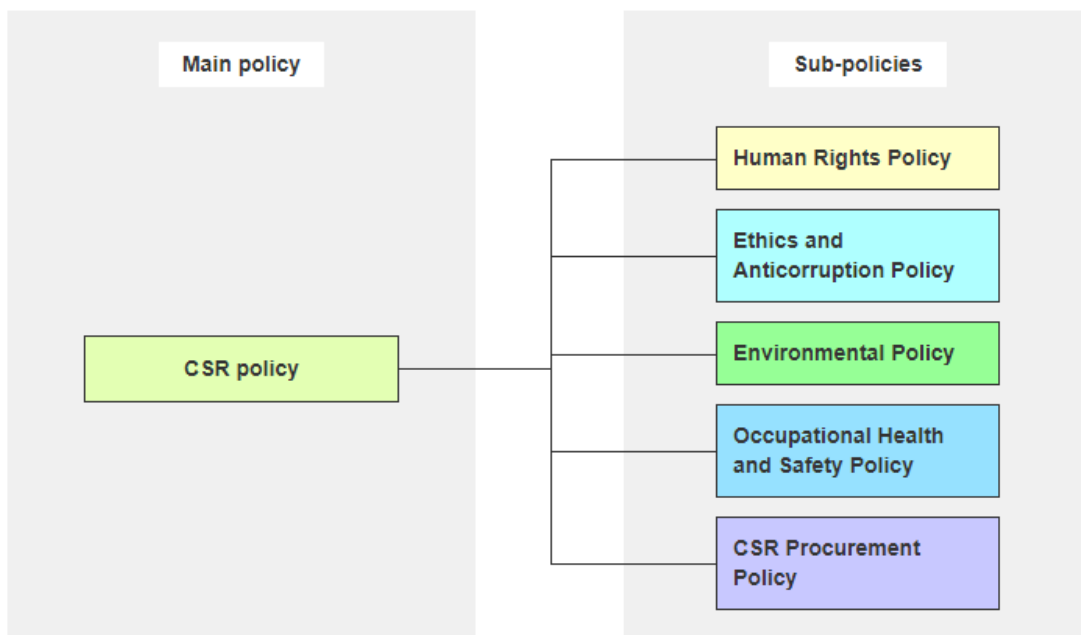 Main policy
Sub-policies
CSR policy
Human Rights Policy
Ethics and
Anticorruption Policy
Environmental Policy
Occupational Health
and Safety Policy
CSR Procurement
Policy